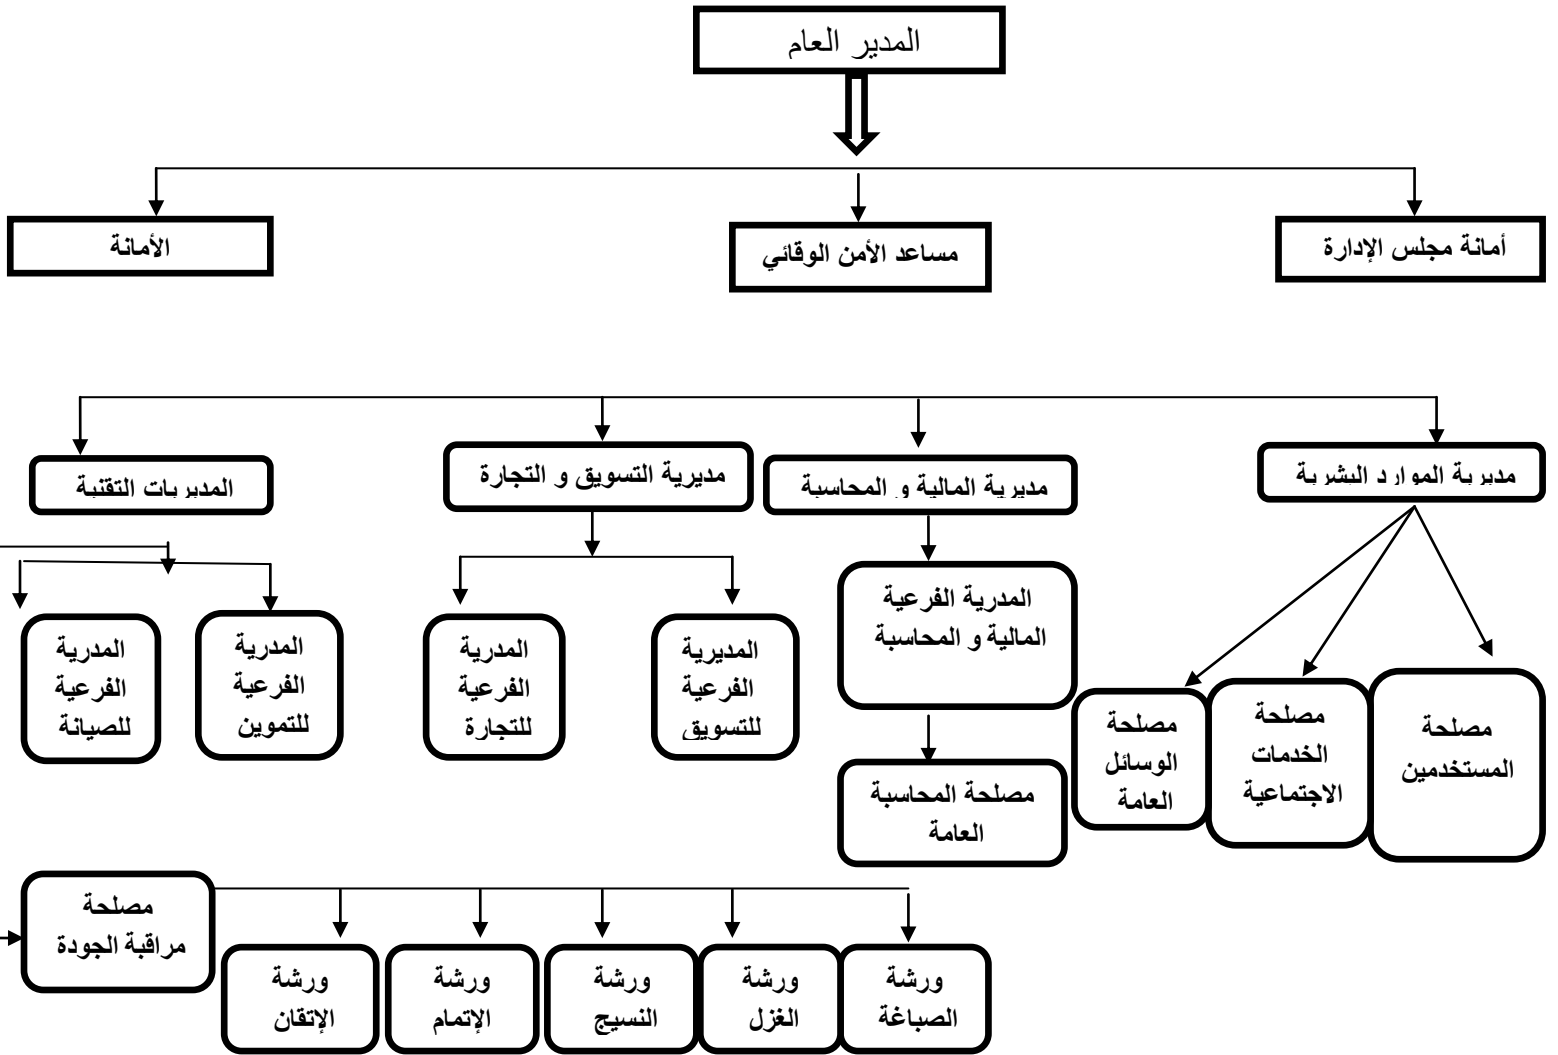 المدير العام
أمانة مجلس الإدارة
مساعد الأمن الوقائي
الأمانة
مديرية الموارد البشرية
مديرية المالية و المحاسبة
مديرية التسويق و التجارة
المديريات التقنية
مصلحة
المستخدمين
مصلحة
الخدمات
الاجتماعية
مصلحة
الوسائل
العامة
المدرية الفرعية
المالية و المحاسبة
مصلحة المحاسبة
العامة
المديرية
الفرعية
للتسويق
المدرية
الفرعية
للتجارة
المدرية
الفرعية
للتموين
المدرية
الفرعية
للصيانة
مصلحة
مراقبة الجودة
ورشة
الصباغة
ورشة
الغزل
ورشة
النسيج
ورشة
الإتمام
ورشة
الإتقان